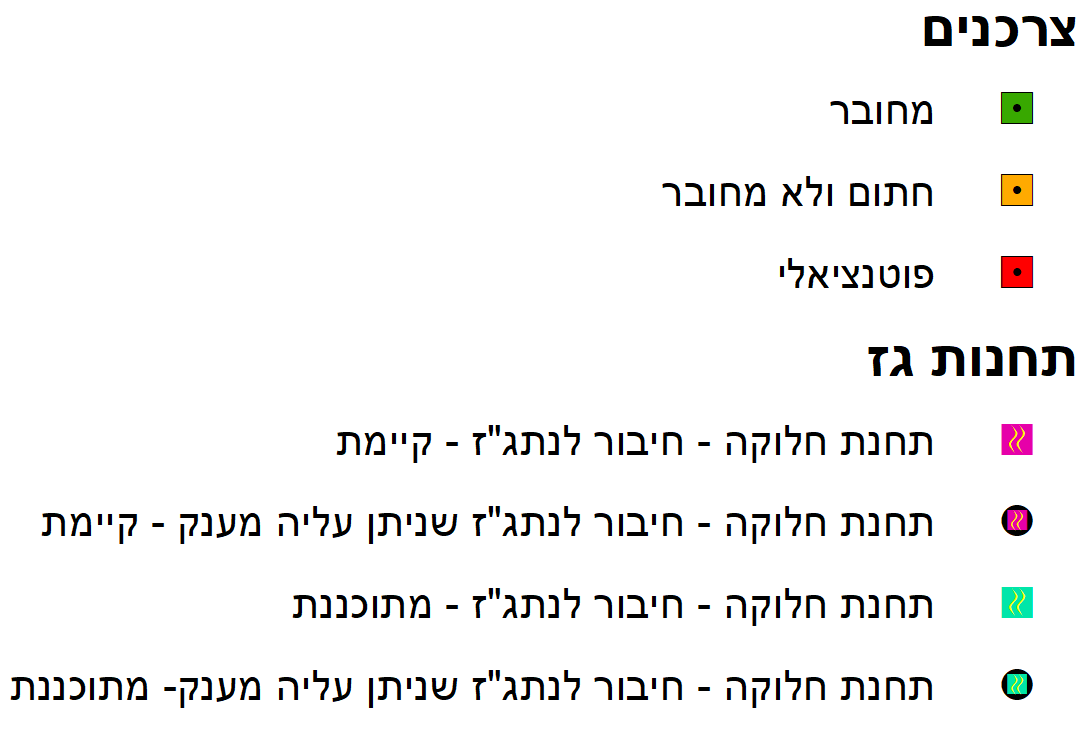 צרכנים
מחובר
חתום ולא מחובר
פוטנציאלי
תחנות גז
תחנת חלוקה - חיבור לנתג"ז - קיימת
תחנת חלוקה - חיבור לנתג"ז שניתן עליה מענק - קיימת
תחנת חלוקה - חיבור לנתג"ז - מתוכננת
תחנת חלוקה - חיבור לנתג"ז שניתן עליה מענק- מתוכננת